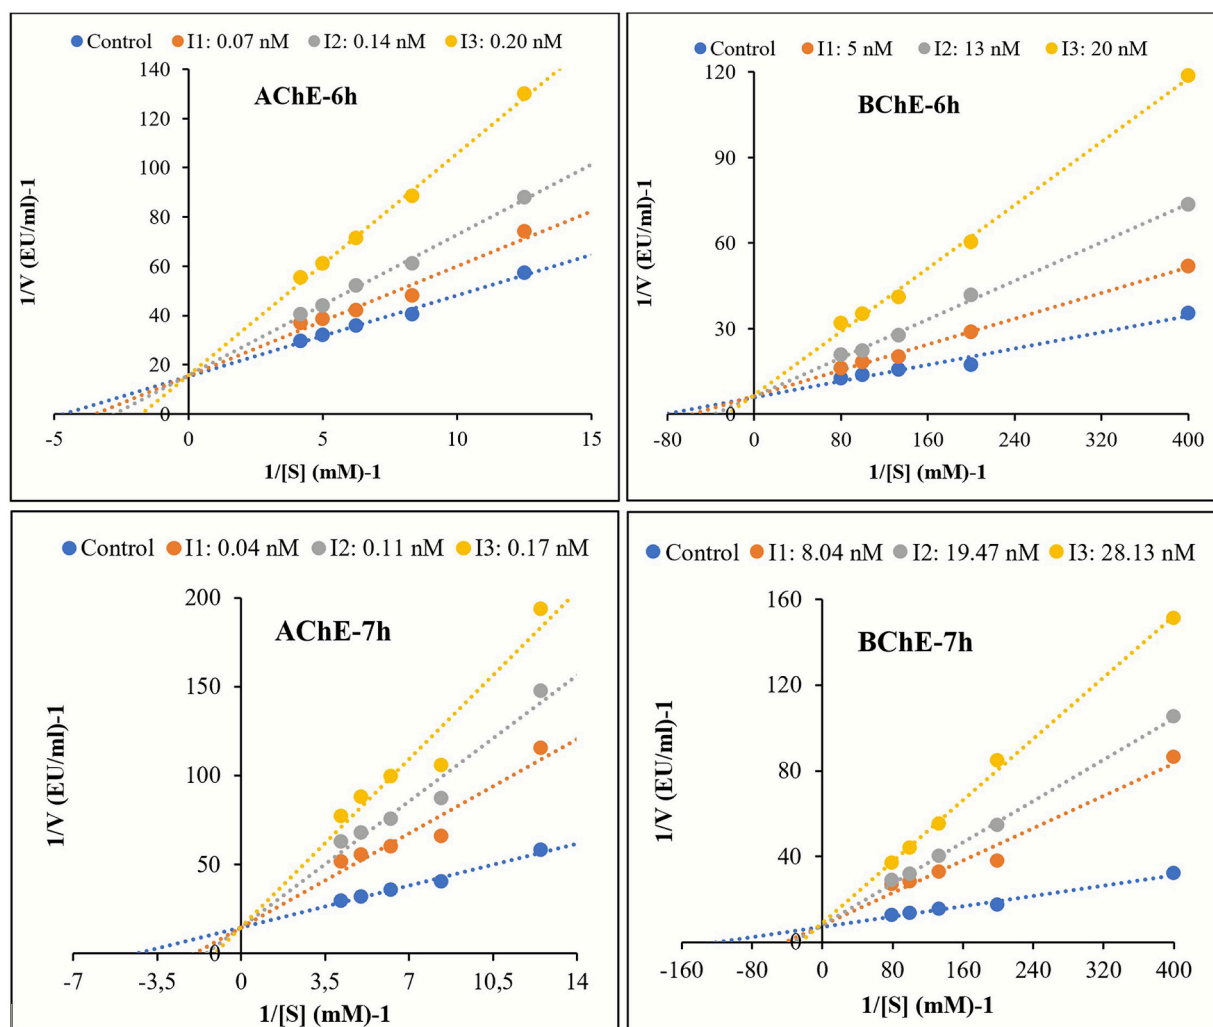 Control I1: 0.07 nM I2: 0.14 nM I3: 0.20 nM
AChE-6h
1/V (EU/ml)-1
140
120
100
80
60
40
20
0
-5 0 5 10 15
1/[S] (mM)-1
Control I1: 5 nM I2: 13 nM I3: 20 nM
BChE-6h
1/V (EU/ml)-1
120
90
60
30
0
-80 0 80 160 240 320 400
1/[S] (mM)-1
Control I1: 0.04 nM I2: 0.11 nM I3: 0.17 nM
AChE-7h
1/V (EU/ml)-1
200
150
100
50
0
-7 -3,5 0 3,5 7 10,5 14
1/[S] (mM)-1
Control I1: 8.04 nM I2: 19.47 nM I3: 28.13 nM
BChE-7h
1/V (EU/ml)-1
160
120
80
40
0
-160 -80 0 80 160 240 320 400
1/[S] (mM)-1